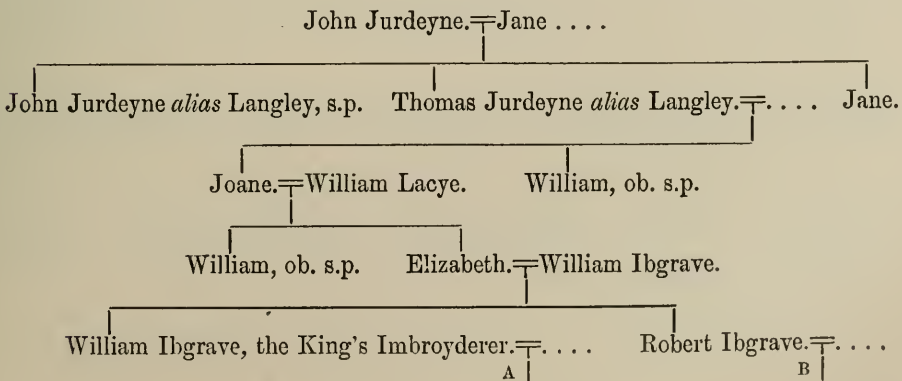 John Jurdeyne.=Jane ....
John Jurdeyne alias Langley, s.p. Thomas Jurdeyne alias Langley.=.... Jane.
Joane.=William Lacye. William, ob. s.p.
William, ob. s.p. Elizabeth.=William Ibgrave.
William Ibgrave, the King's Imbroyderer.=.... Robert Ibgrave.=....
A B